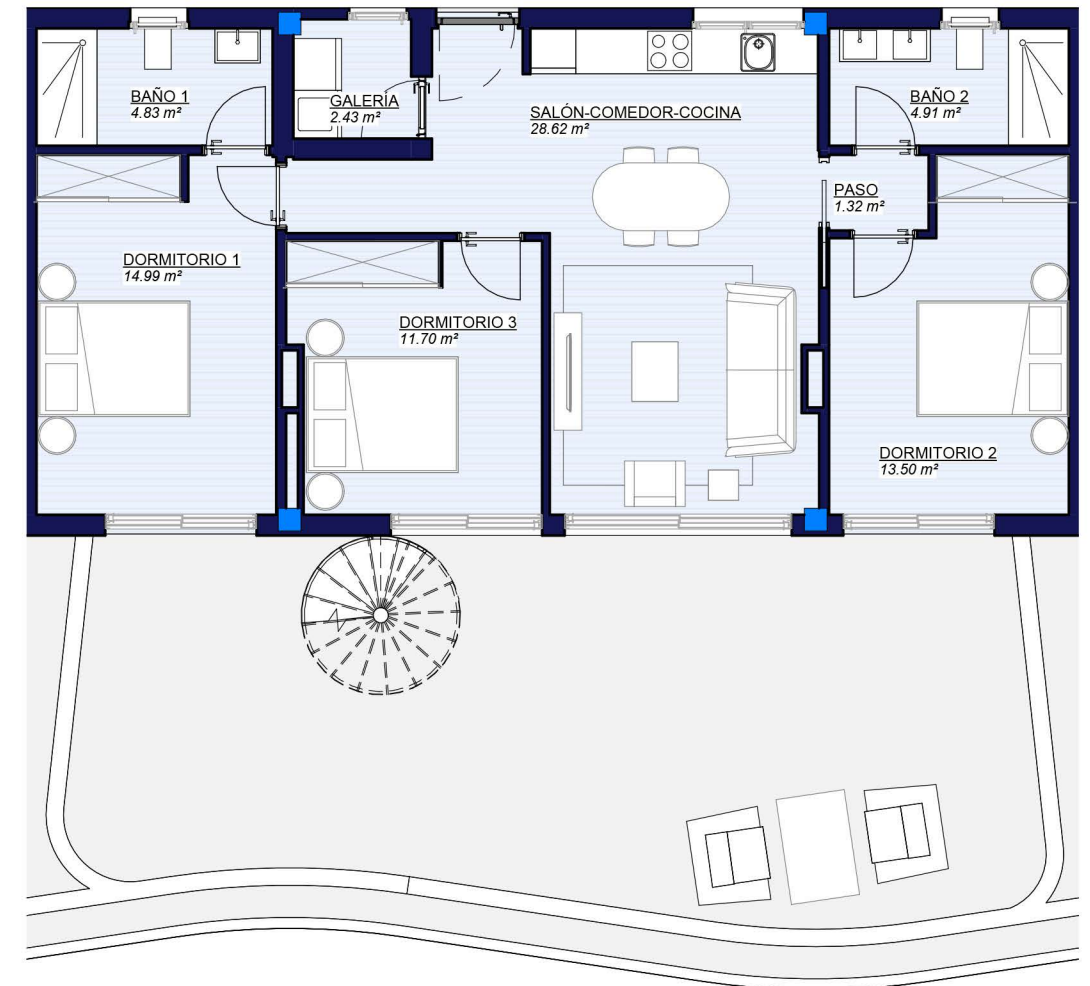 BAÑO 1
4.83 m²
GALERÍA
2.43 m²
SALÓN-COMEDOR-COCINA
28.62 m²
BAÑO 2
4.91 m²
PASO
1.32 m²
DORMITORIO 1
14.99 m²
DORMITORIO 3
11.70 m²
DORMITORIO 2
13.50 m²